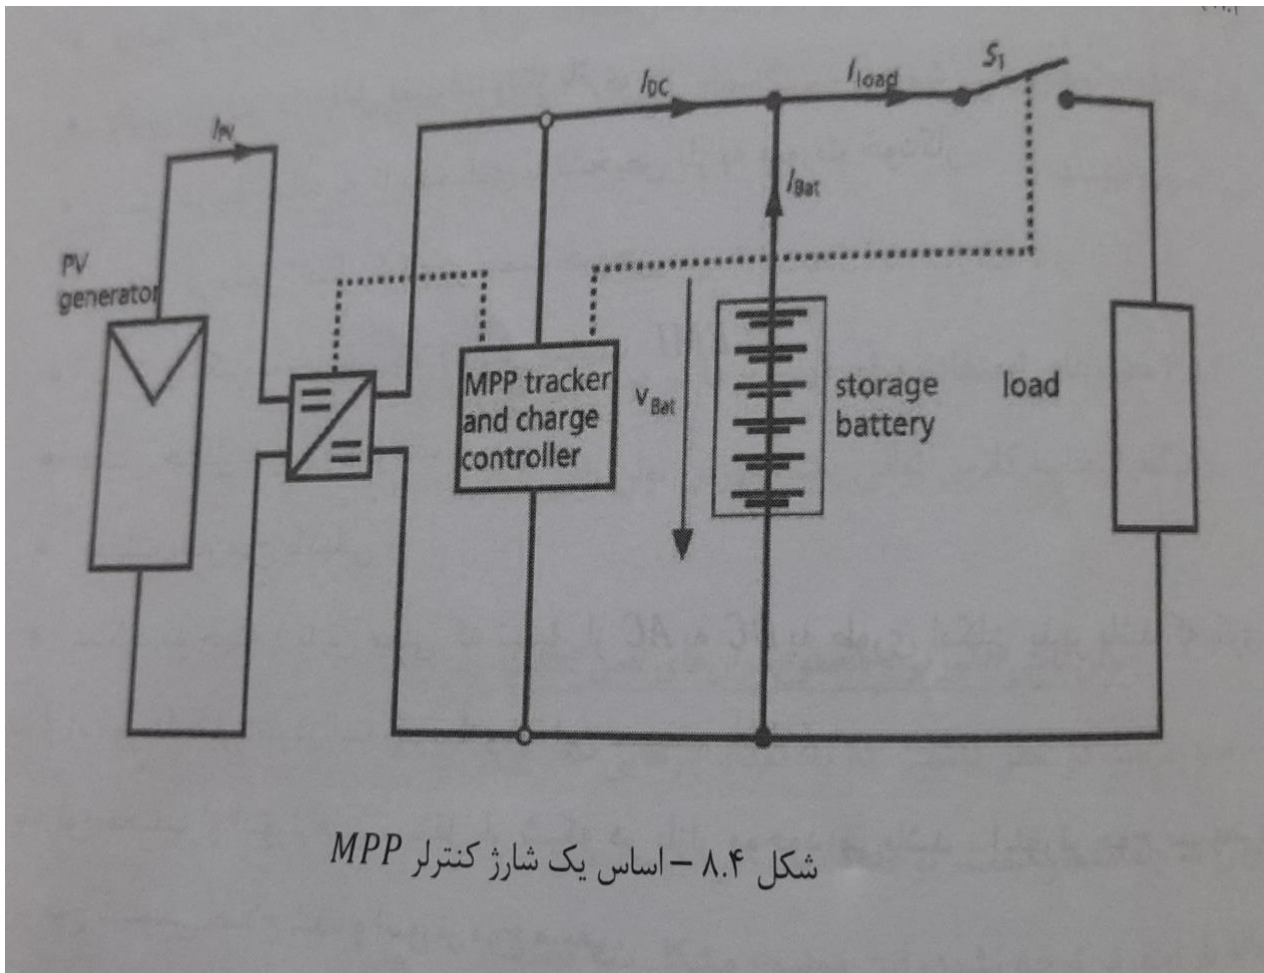 I_PV
I_DC
I_load
S_1
I_Bat
PV
generator
MPP tracker
and charge
controller
V_Bat
storage
battery
load
شکل ۸.۴ – اساس یک شارژ کنترلر MPP